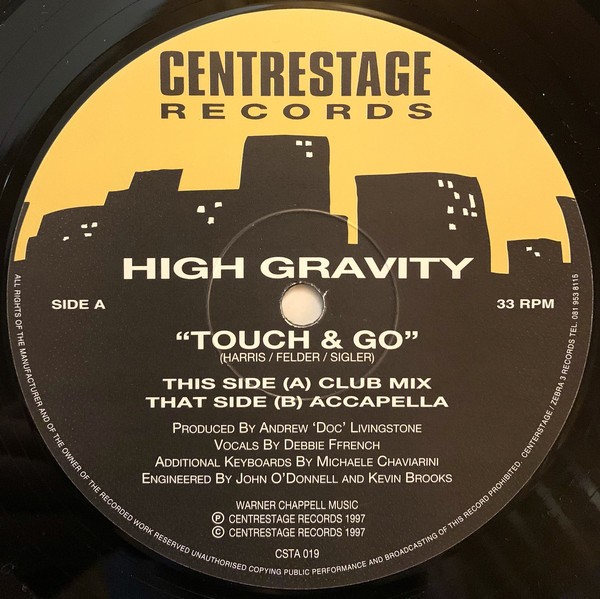 CENTRESTAGE
RECORDS
HIGH GRAVITY
SIDE A
33 RPM
"TOUCH & GO"
(HARRIS / FELDER / SIGLER)
THIS SIDE (A) CLUB MIX
THAT SIDE (B) ACCAPELLA
PRODUCED BY ANDREW 'DOC' LIVINGSTONE
VOCALS BY DEBBIE FFRENCH
ADDITIONAL KEYBOARDS BY MICHAELE CHAVIARINI
ENGINEERED BY JOHN O'DONNELL AND KEVIN BROOKS
WARNER CHAPPELL MUSIC
℗ CENTRESTAGE RECORDS 1997
© CENTRESTAGE RECORDS 1997
CSTA 019
ALL RIGHTS OF THE MANUFACTURER AND OF THE OWNER OF THE RECORDED WORK RESERVED UNAUTHORISED COPYING PUBLIC PERFORMANCE AND BROADCASTING OF THIS RECORD PROHIBITED. CENTERSTAGE / ZEBRA 3 RECORDS TEL. 081 953 8115